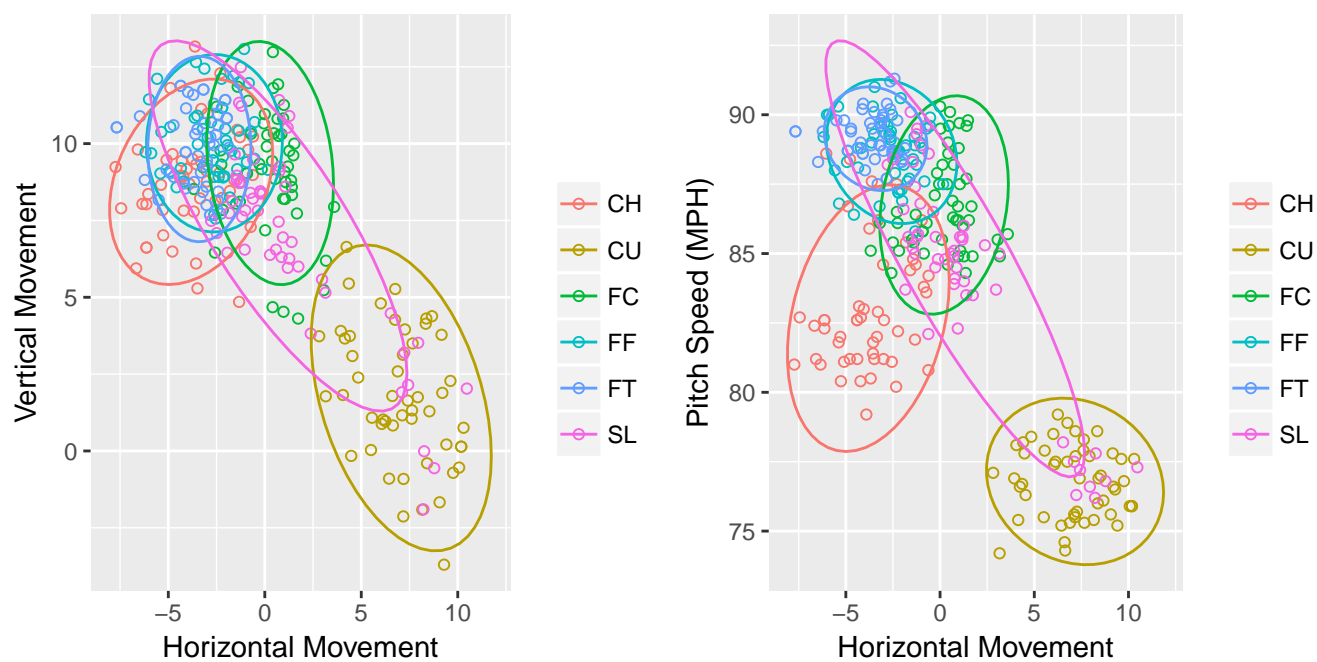 10
5
0
−5
0
5
10
Vertical Movement
Horizontal Movement
CH
CU
FC
FF
FT
SL
90
85
80
75
−5
0
5
10
Pitch Speed (MPH)
Horizontal Movement
CH
CU
FC
FF
FT
SL